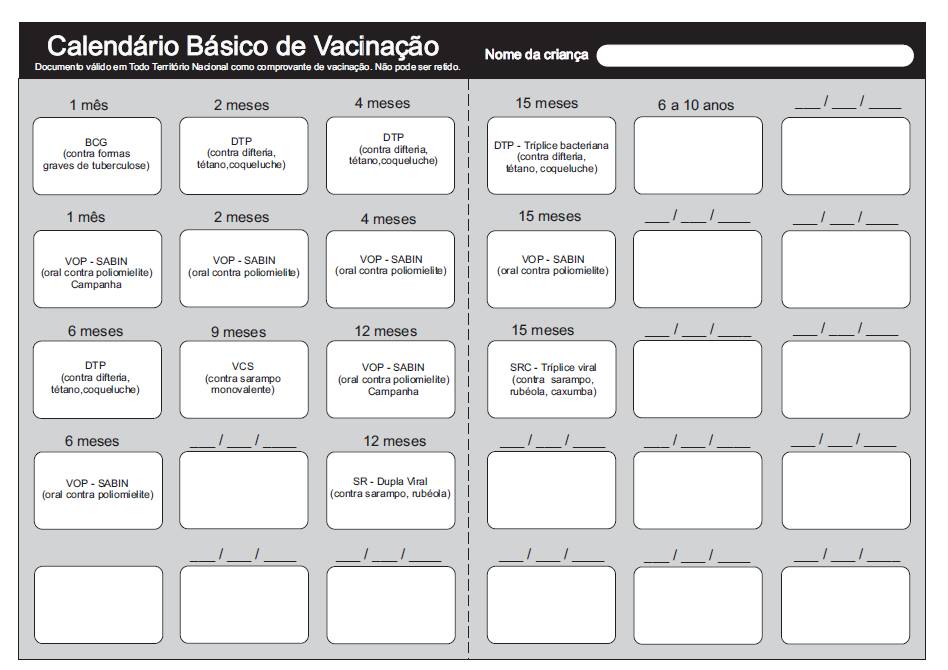 Calendário Básico de Vacinação
Documento válido em Todo Território Nacional como comprovante de vacinação. Não pode ser retido.
Nome da criança
1 mês
2 meses
4 meses
15 meses
6 a 10 anos
___ / ___ / ____
BCG
(contra formas
graves de tuberculose)
DTP
(contra difteria,
tétano,coqueluche)
DTP
(contra difteria,
tétano,coqueluche)
DTP - Tríplice bacteriana
(contra difteria,
tétano, coqueluche)
1 mês
2 meses
4 meses
15 meses
___ / ___ / ____
___ / ___ / ____
VOP - SABIN
(oral contra poliomielite)
Campanha
VOP - SABIN
(oral contra poliomielite)
VOP - SABIN
(oral contra poliomielite)
VOP - SABIN
(oral contra poliomielite)
6 meses
9 meses
12 meses
15 meses
___ / ___ / ____
___ / ___ / ____
DTP
(contra difteria,
tétano,coqueluche)
VCS
(contra sarampo
monovalente)
VOP - SABIN
(oral contra poliomielite)
Campanha
SRC - Tríplice viral
(contra sarampo,
rubéola, caxumba)
6 meses
___ / ___ / ____
12 meses
___ / ___ / ____
___ / ___ / ____
___ / ___ / ____
VOP - SABIN
(oral contra poliomielite)
SR - Dupla Viral
(contra sarampo, rubéola)
___ / ___ / ____
___ / ___ / ____
___ / ___ / ____
___ / ___ / ____
___ / ___ / ____